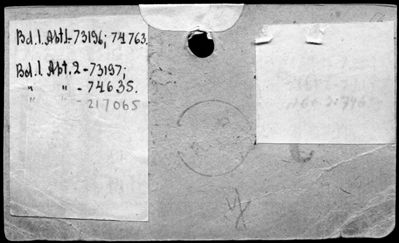 Bd. 1. Abt. 1 - 73196; 74763.
Bd. 1. Abt. 2 - 73197;
" " - 74635.
" " - 217065